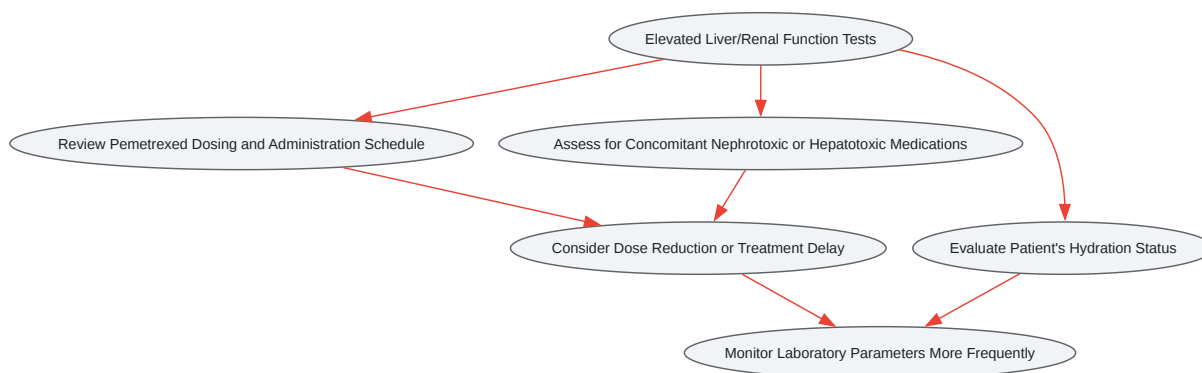 Elevated Liver/Renal Function Tests
Review Pemetrexed Dosing and Administration Schedule
Assess for Concomitant Nephrotoxic or Hepatotoxic Medications
Consider Dose Reduction or Treatment Delay
Evaluate Patient's Hydration Status
Monitor Laboratory Parameters More Frequently